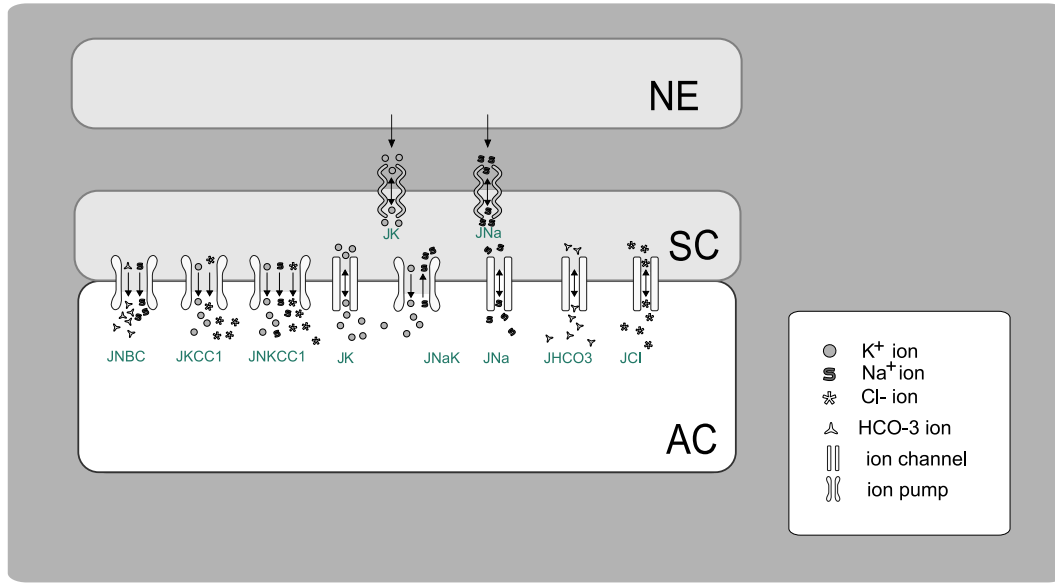 NE
JK JNa
SC
JNBC JKCC1 JNKCC1 JK JNaK JNa JHCO3 JCl
AC
K+ ion
Na+ ion
Cl- ion
HCO-3 ion
ion channel
ion pump